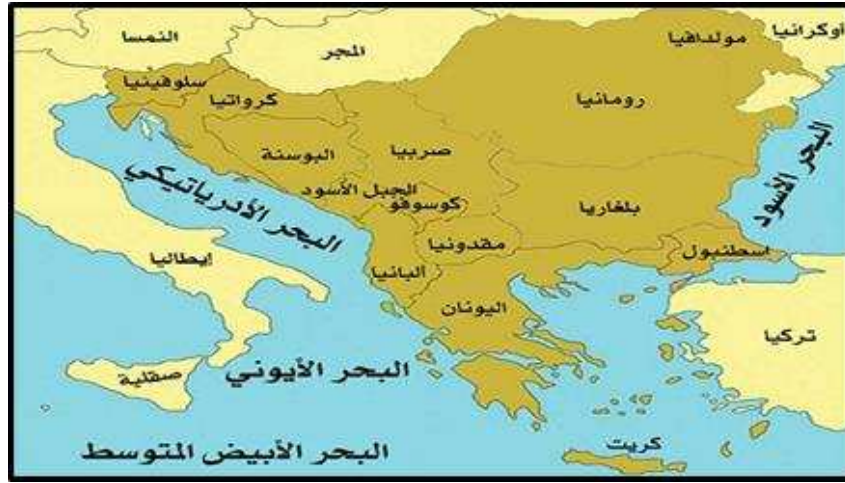 أوكرانيا
مولدافيا
النمسا
المجر
سلوفينيا
كرواتيا
رومانيا
البحر الأسود
صربيا
البوسنة
الجبل الأسود
كوسوفو
بلغاريا
البحر الأدرياتيكي
مقدونيا
اسطنبول
إيطاليا
ألبانيا
اليونان
تركيا
البحر الأيوني
صقلية
كريت
البحر الأبيض المتوسط